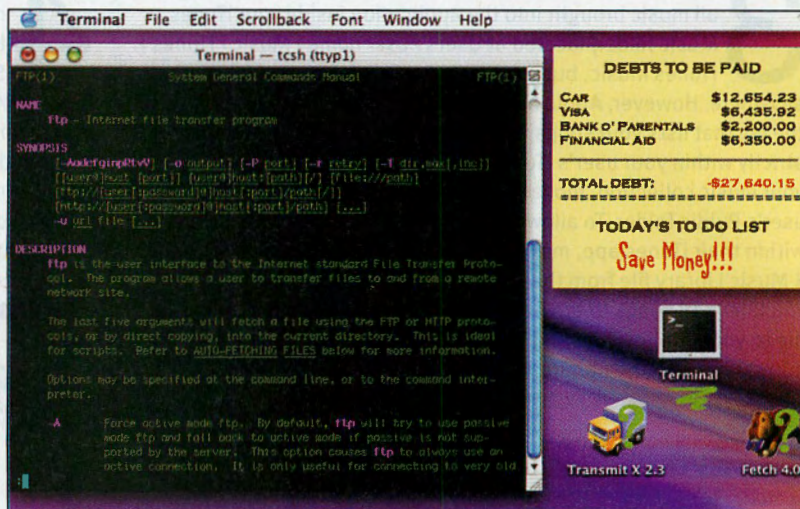 Terminal File Edit Scrollback Font Window Help
Terminal — tcsh (ttyp1)
FTP(1) System General Commands Manual FTP(1)
NAME
ftp - Internet file transfer program
SYNOPSIS
[-AadefginpRtvV] [-o output] [-P port] [-r retry] [-T dir,max[,inc]]
[[user@]host [port]] [user@]host:[path][/] [file:///path]
[ftp://[user[:password]@]host[:port]/path[/]]
[http://[user[:password]@]host[:port]/path] [...]
-u url file [...]
DESCRIPTION
ftp is the user interface to the Internet standard File Transfer Proto-
col. The program allows a user to transfer files to and from a remote
network site.
The last five arguments will fetch a file using the FTP or HTTP proto-
cols, or by direct copying, into the current directory. This is ideal
for scripts. Refer to AUTO-FETCHING FILES below for more information.
Options may be specified at the command line, or to the command inter-
preter.
-A Force active mode ftp. By default, ftp will try to use passive
mode ftp and fall back to active mode if passive is not sup-
ported by the server. This option causes ftp to always use an
active connection. It is only useful for connecting to very old
:
DEBTS TO BE PAID
CAR $12,654.23
VISA $6,435.92
BANK O' PARENTALS $2,200.00
FINANCIAL AID $6,350.00
TOTAL DEBT: -$27,640.15
TODAY'S TO DO LIST
Save Money!!!
Terminal
Transmit X 2.3
Fetch 4.0